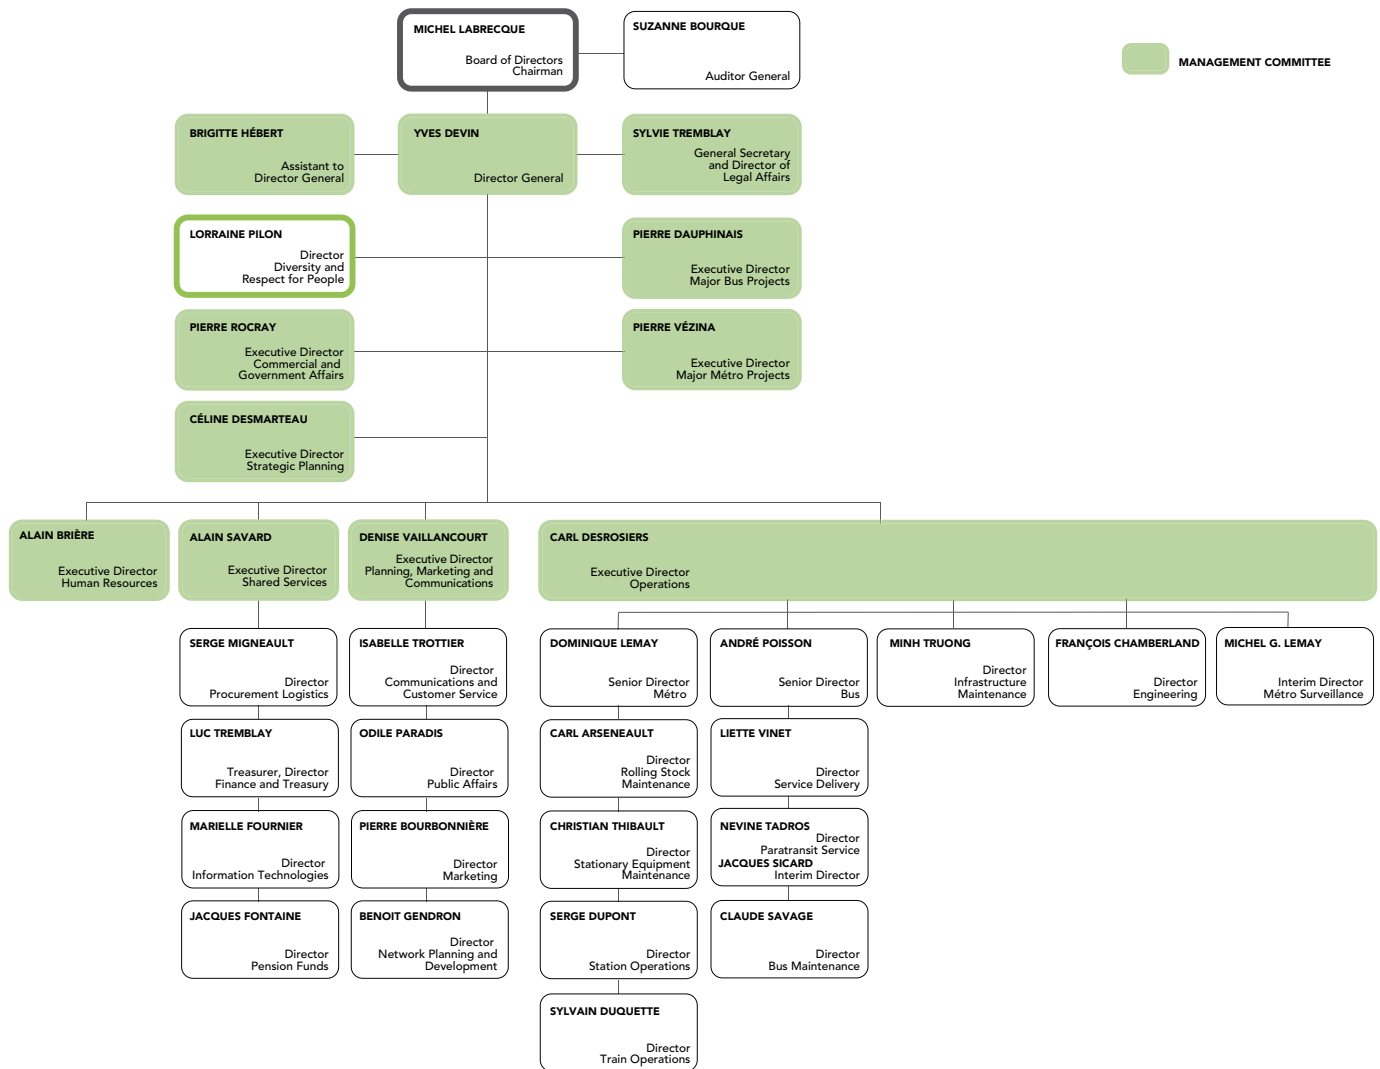 MICHEL LABRECQUE
Board of Directors
Chairman
SUZANNE BOURQUE
Auditor General
MANAGEMENT COMMITTEE
BRIGITTE HÉBERT
Assistant to
Director General
YVES DEVIN
Director General
SYLVIE TREMBLAY
General Secretary
and Director of
Legal Affairs
LORRAINE PILON
Director
Diversity and
Respect for People
PIERRE DAUPHINAIS
Executive Director
Major Bus Projects
PIERRE ROCRAY
Executive Director
Commercial and
Government Affairs
PIERRE VÉZINA
Executive Director
Major Métro Projects
CÉLINE DESMARTEAU
Executive Director
Strategic Planning
ALAIN BRIÈRE
Executive Director
Human Resources
ALAIN SAVARD
Executive Director
Shared Services
DENISE VAILLANCOURT
Executive Director
Planning, Marketing and
Communications
CARL DESROSIERS
Executive Director
Operations
SERGE MIGNEAULT
Director
Procurement Logistics
ISABELLE TROTTIER
Director
Communications and
Customer Service
DOMINIQUE LEMAY
Senior Director
Métro
ANDRÉ POISSON
Senior Director
Bus
MINH TRUONG
Director
Infrastructure
Maintenance
FRANÇOIS CHAMBERLAND
Director
Engineering
MICHEL G. LEMAY
Interim Director
Métro Surveillance
LUC TREMBLAY
Treasurer, Director
Finance and Treasury
ODILE PARADIS
Director
Public Affairs
CARL ARSENEAULT
Director
Rolling Stock
Maintenance
LIETTE VINET
Director
Service Delivery
MARIELLE FOURNIER
Director
Information Technologies
PIERRE BOURBONNIÈRE
Director
Marketing
CHRISTIAN THIBAULT
Director
Stationary Equipment
Maintenance
NEVINE TADROS
Director
Paratransit Service
JACQUES SICARD
Interim Director
JACQUES FONTAINE
Director
Pension Funds
BENOIT GENDRON
Director
Network Planning and
Development
SERGE DUPONT
Director
Station Operations
CLAUDE SAVAGE
Director
Bus Maintenance
SYLVAIN DUQUETTE
Director
Train Operations